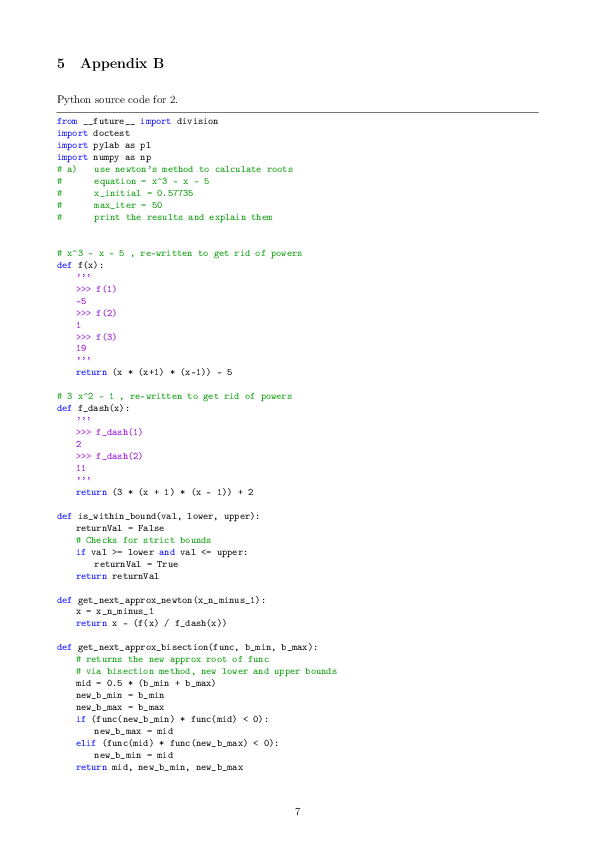 5 Appendix B
Python source code for 2.
from __future__ import division
import doctest
import pylab as pl
import numpy as np
# a)   use newton's method to calculate roots
#      equation = x^3 - x - 5
#      x_initial = 0.57735
#      max_iter = 50
#      print the results and explain them
# x^3 - x - 5 , re-written to get rid of powers
def f(x):
    '''
    >>> f(1)
    -5
    >>> f(2)
    1
    >>> f(3)
    19
    '''
    return (x * (x+1) * (x-1)) - 5
# 3 x^2 - 1 , re-written to get rid of powers
def f_dash(x):
    '''
    >>> f_dash(1)
    2
    >>> f_dash(2)
    11
    '''
    return (3 * (x + 1) * (x - 1)) + 2
def is_within_bound(val, lower, upper):
    returnVal = False
    # Checks for strict bounds
    if val >= lower and val <= upper:
        returnVal = True
    return returnVal
def get_next_approx_newton(x_n_minus_1):
    x = x_n_minus_1
    return x - (f(x) / f_dash(x))
def get_next_approx_bisection(func, b_min, b_max):
    # returns the new approx root of func
    # via bisection method, new lower and upper bounds
    mid = 0.5 * (b_min + b_max)
    new_b_min = b_min
    new_b_max = b_max
    if (func(new_b_min) * func(mid) < 0):
        new_b_max = mid
    elif (func(mid) * func(new_b_max) < 0):
        new_b_min = mid
    return mid, new_b_min, new_b_max
7